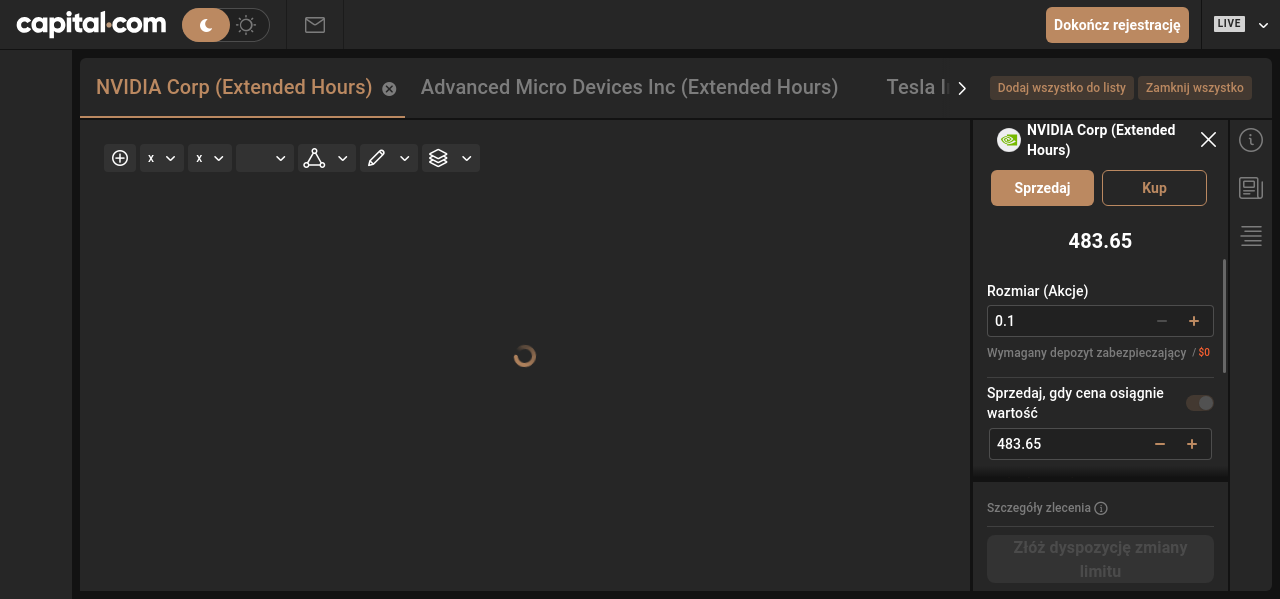 capital.com
Dokończ rejestrację
LIVE
NVIDIA Corp (Extended Hours)
Advanced Micro Devices Inc (Extended Hours)
Tesla
Dodaj wszystko do listy
Zamknij wszystko
x
x
NVIDIA Corp (Extended
Hours)
Sprzedaj
Kup
483.65
Rozmiar (Akcje)
0.1
Wymagany depozyt zabezpieczający / $0
Sprzedaj, gdy cena osiągnie
wartość
483.65
Szczegóły zlecenia
Złóż dyspozycję zmiany
limitu